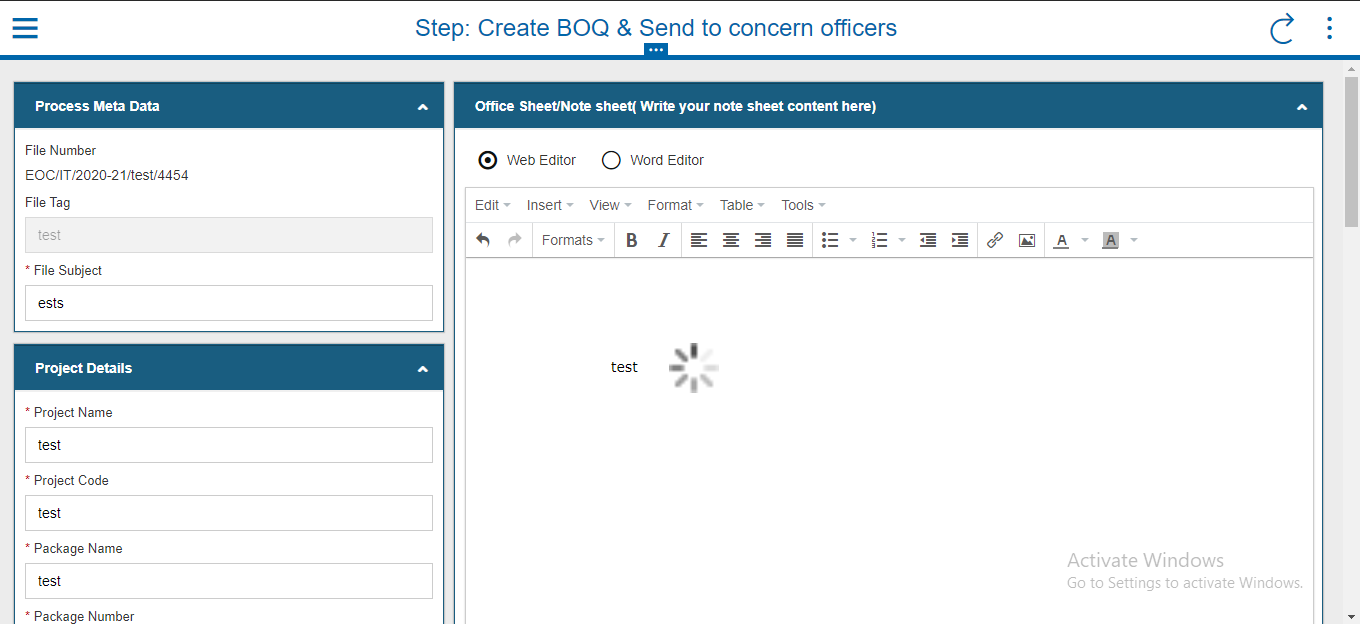 Step: Create BOQ & Send to concern officers
Process Meta Data
File Number
EOC/IT/2020-21/test/4454
File Tag
test
* File Subject
ests
Project Details
* Project Name
test
* Project Code
test
* Package Name
test
* Package Number
Office Sheet/Note sheet( Write your note sheet content here)
Web Editor Word Editor
Edit Insert View Format Table Tools
Formats B I A A
test
Activate Windows
Go to Settings to activate Windows.